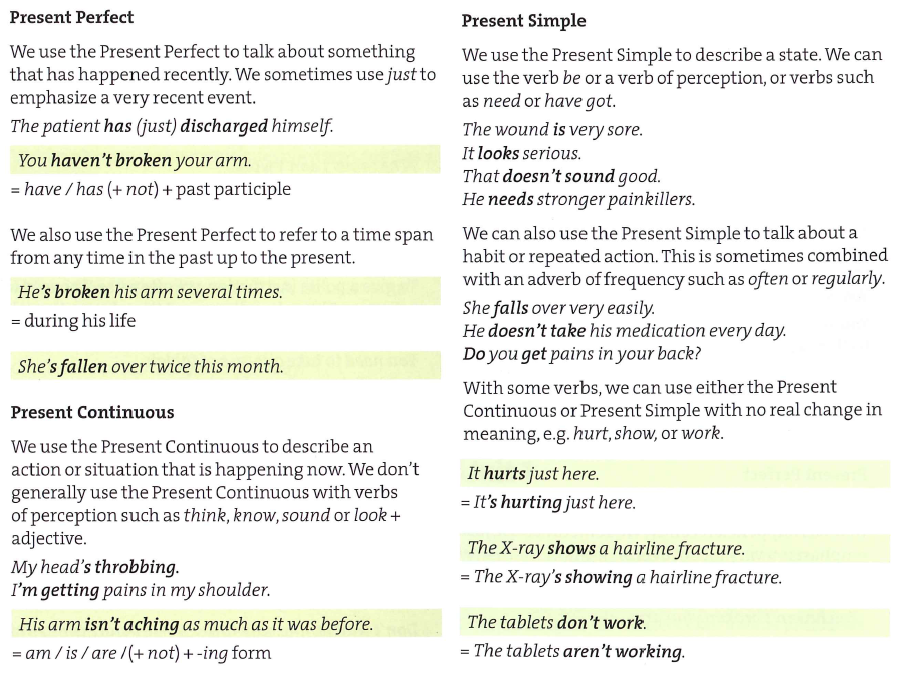 Present Perfect
We use the Present Perfect to talk about something
that has happened recently. We sometimes use just to
emphasize a very recent event.
The patient has (just) discharged himself.
You haven't broken your arm.
= have / has (+ not) + past participle
We also use the Present Perfect to refer to a time span
from any time in the past up to the present.
He's broken his arm several times.
= during his life
She's fallen over twice this month.
Present Continuous
We use the Present Continuous to describe an
action or situation that is happening now. We don't
generally use the Present Continuous with verbs
of perception such as think, know, sound or look +
adjective.
My head's throbbing.
I'm getting pains in my shoulder.
His arm isn't aching as much as it was before.
= am / is / are /(+ not) + -ing form
Present Simple
We use the Present Simple to describe a state. We can
use the verb be or a verb of perception, or verbs such
as need or have got.
The wound is very sore.
It looks serious.
That doesn't sound good.
He needs stronger painkillers.
We can also use the Present Simple to talk about a
habit or repeated action. This is sometimes combined
with an adverb of frequency such as often or regularly.
She falls over very easily.
He doesn't take his medication every day.
Do you get pains in your back?
With some verbs, we can use either the Present
Continuous or Present Simple with no real change in
meaning, e.g. hurt, show, or work.
It hurts just here.
= It's hurting just here.
The X-ray shows a hairline fracture.
= The X-ray's showing a hairline fracture.
The tablets don't work.
= The tablets aren't working.